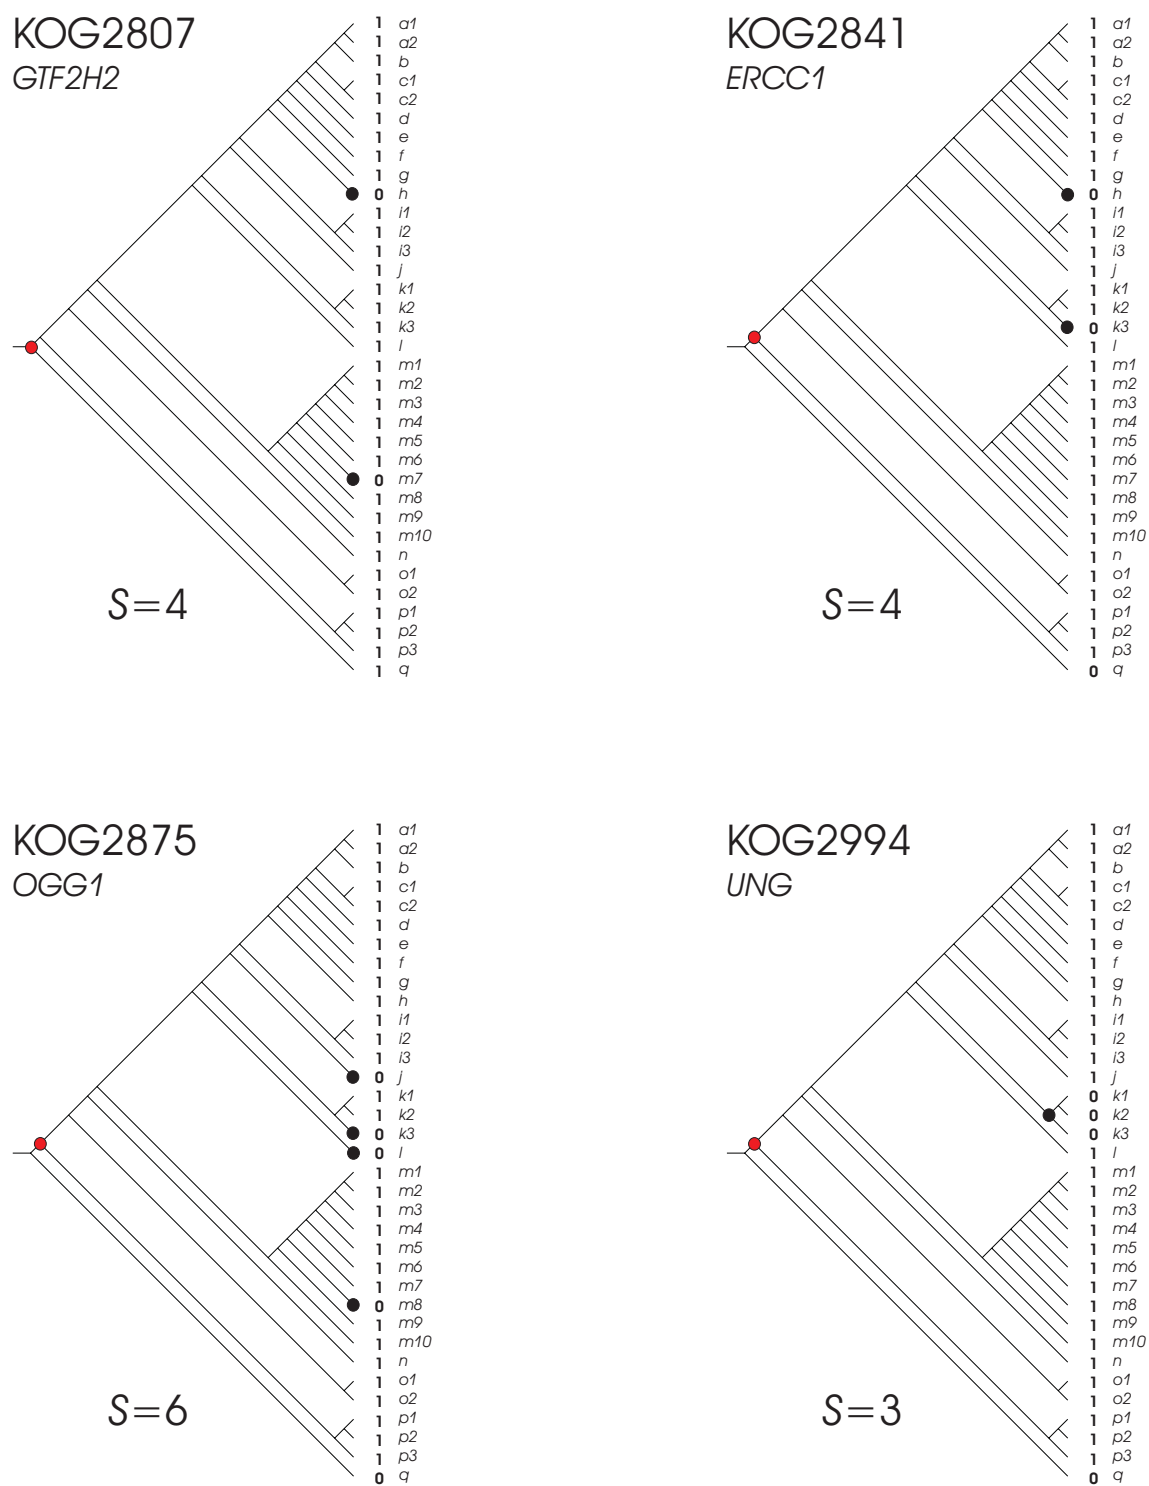 KOG2807
GTF2H2
1 a1
1 a2
1 b
1 c1
1 c2
1 d
1 e
1 f
1 g
0 h
1 i1
1 i2
1 i3
1 j
1 k1
1 k2
1 k3
1 l
1 m1
1 m2
1 m3
1 m4
1 m5
1 m6
0 m7
1 m8
1 m9
1 m10
1 n
1 o1
1 o2
1 p1
1 p2
1 p3
1 q
S=4
KOG2841
ERCC1
1 a1
1 a2
1 b
1 c1
1 c2
1 d
1 e
1 f
1 g
0 h
1 i1
1 i2
1 i3
1 j
1 k1
1 k2
0 k3
1 l
1 m1
1 m2
1 m3
1 m4
1 m5
1 m6
1 m7
1 m8
1 m9
1 m10
1 n
1 o1
1 o2
1 p1
1 p2
1 p3
0 q
S=4
KOG2875
OGG1
1 a1
1 a2
1 b
1 c1
1 c2
1 d
1 e
1 f
1 g
1 h
1 i1
1 i2
1 i3
0 j
1 k1
1 k2
0 k3
0 l
1 m1
1 m2
1 m3
1 m4
1 m5
1 m6
1 m7
0 m8
1 m9
1 m10
1 n
1 o1
1 o2
1 p1
1 p2
1 p3
0 q
S=6
KOG2994
UNG
1 a1
1 a2
1 b
1 c1
1 c2
1 d
1 e
1 f
1 g
1 h
1 i1
1 i2
1 i3
1 j
0 k1
0 k2
0 k3
1 l
1 m1
1 m2
1 m3
1 m4
1 m5
1 m6
1 m7
1 m8
1 m9
1 m10
1 n
1 o1
1 o2
1 p1
1 p2
1 p3
0 q
S=3